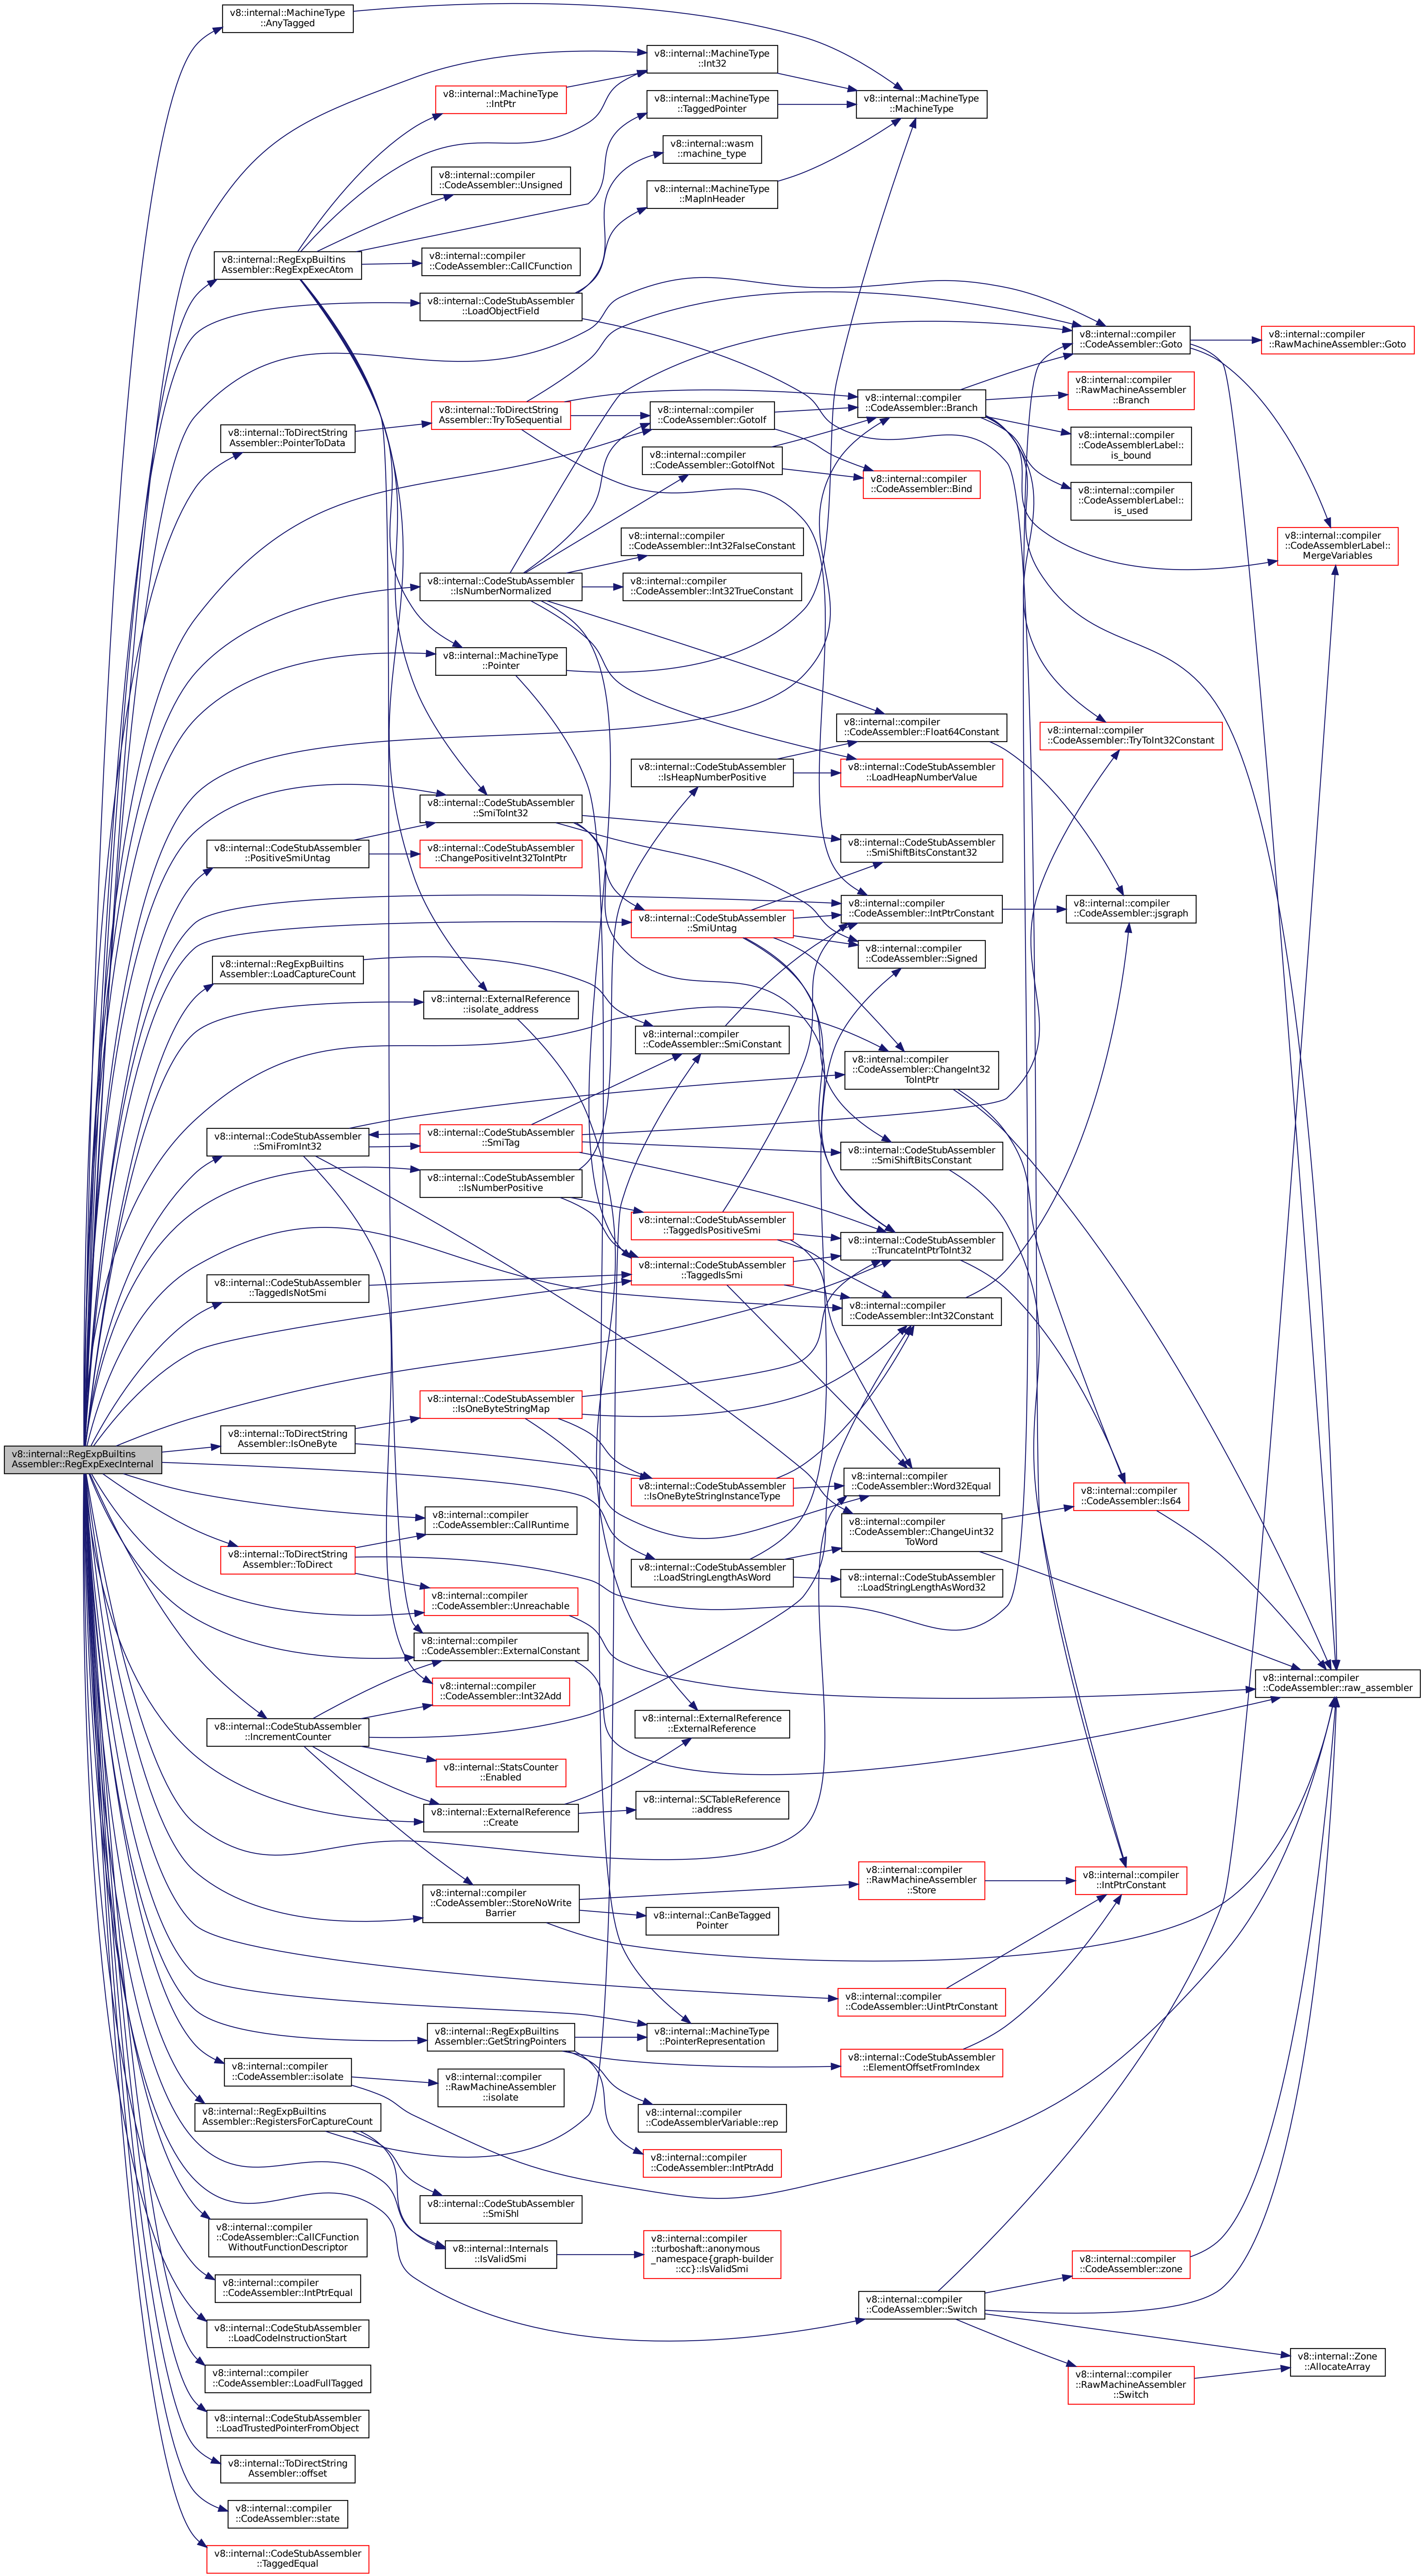 v8::internal::MachineType
::AnyTagged
v8::internal::MachineType
::Int32
v8::internal::MachineType
::IntPtr
v8::internal::MachineType
::TaggedPointer
v8::internal::MachineType
::MachineType
v8::internal::wasm
::machine_type
v8::internal::compiler
::CodeAssembler::Unsigned
v8::internal::MachineType
::MapInHeader
v8::internal::RegExpBuiltins
Assembler::RegExpExecAtom
v8::internal::compiler
::CodeAssembler::CallCFunction
v8::internal::CodeStubAssembler
::LoadObjectField
v8::internal::compiler
::CodeAssembler::Goto
v8::internal::compiler
::RawMachineAssembler::Goto
v8::internal::compiler
::RawMachineAssembler
::Branch
v8::internal::compiler
::CodeAssembler::Branch
v8::internal::ToDirectString
Assembler::TryToSequential
v8::internal::compiler
::CodeAssembler::GotoIf
v8::internal::ToDirectString
Assembler::PointerToData
v8::internal::compiler
::CodeAssemblerLabel::
is_bound
v8::internal::compiler
::CodeAssembler::GotoIfNot
v8::internal::compiler
::CodeAssembler::Bind
v8::internal::compiler
::CodeAssemblerLabel::
is_used
v8::internal::compiler
::CodeAssembler::Int32FalseConstant
v8::internal::compiler
::CodeAssemblerLabel::
MergeVariables
v8::internal::CodeStubAssembler
::IsNumberNormalized
v8::internal::compiler
::CodeAssembler::Int32TrueConstant
v8::internal::MachineType
::Pointer
v8::internal::compiler
::CodeAssembler::Float64Constant
v8::internal::compiler
::CodeAssembler::TryToInt32Constant
v8::internal::CodeStubAssembler
::IsHeapNumberPositive
v8::internal::CodeStubAssembler
::LoadHeapNumberValue
v8::internal::CodeStubAssembler
::SmiToInt32
v8::internal::CodeStubAssembler
::PositiveSmiUntag
v8::internal::CodeStubAssembler
::ChangePositiveInt32ToIntPtr
v8::internal::CodeStubAssembler
::SmiShiftBitsConstant32
v8::internal::CodeStubAssembler
::SmiUntag
v8::internal::compiler
::CodeAssembler::IntPtrConstant
v8::internal::compiler
::CodeAssembler::jsgraph
v8::internal::compiler
::CodeAssembler::Signed
v8::internal::RegExpBuiltins
Assembler::LoadCaptureCount
v8::internal::ExternalReference
::isolate_address
v8::internal::compiler
::CodeAssembler::SmiConstant
v8::internal::compiler
::CodeAssembler::ChangeInt32
ToIntPtr
v8::internal::CodeStubAssembler
::SmiFromInt32
v8::internal::CodeStubAssembler
::SmiTag
v8::internal::CodeStubAssembler
::SmiShiftBitsConstant
v8::internal::CodeStubAssembler
::IsNumberPositive
v8::internal::CodeStubAssembler
::TaggedIsPositiveSmi
v8::internal::CodeStubAssembler
::TruncateIntPtrToInt32
v8::internal::CodeStubAssembler
::TaggedIsNotSmi
v8::internal::CodeStubAssembler
::TaggedIsSmi
v8::internal::compiler
::CodeAssembler::Int32Constant
v8::internal::CodeStubAssembler
::IsOneByteStringMap
v8::internal::ToDirectString
Assembler::IsOneByte
v8::internal::RegExpBuiltins
Assembler::RegExpExecInternal
v8::internal::CodeStubAssembler
::IsOneByteStringInstanceType
v8::internal::compiler
::CodeAssembler::Word32Equal
v8::internal::compiler
::CodeAssembler::Is64
v8::internal::compiler
::CodeAssembler::CallRuntime
v8::internal::compiler
::CodeAssembler::ChangeUint32
ToWord
v8::internal::ToDirectString
Assembler::ToDirect
v8::internal::CodeStubAssembler
::LoadStringLengthAsWord
v8::internal::CodeStubAssembler
::LoadStringLengthAsWord32
v8::internal::compiler
::CodeAssembler::Unreachable
v8::internal::compiler
::CodeAssembler::ExternalConstant
v8::internal::compiler
::CodeAssembler::raw_assembler
v8::internal::compiler
::CodeAssembler::Int32Add
v8::internal::CodeStubAssembler
::IncrementCounter
v8::internal::ExternalReference
::ExternalReference
v8::internal::StatsCounter
::Enabled
v8::internal::ExternalReference
::Create
v8::internal::SCTableReference
::address
v8::internal::compiler
::RawMachineAssembler
::Store
v8::internal::compiler
::IntPtrConstant
v8::internal::compiler
::CodeAssembler::StoreNoWrite
Barrier
v8::internal::CanBeTagged
Pointer
v8::internal::compiler
::CodeAssembler::UintPtrConstant
v8::internal::RegExpBuiltins
Assembler::GetStringPointers
v8::internal::MachineType
::PointerRepresentation
v8::internal::CodeStubAssembler
::ElementOffsetFromIndex
v8::internal::compiler
::CodeAssembler::isolate
v8::internal::compiler
::RawMachineAssembler
::isolate
v8::internal::compiler
::CodeAssemblerVariable::rep
v8::internal::RegExpBuiltins
Assembler::RegistersForCaptureCount
v8::internal::compiler
::CodeAssembler::IntPtrAdd
v8::internal::CodeStubAssembler
::SmiShl
v8::internal::compiler
::CodeAssembler::CallCFunction
WithoutFunctionDescriptor
v8::internal::Internals
::IsValidSmi
v8::internal::compiler
::turboshaft::anonymous
_namespace{graph-builder
::cc}::IsValidSmi
v8::internal::compiler
::CodeAssembler::zone
v8::internal::compiler
::CodeAssembler::IntPtrEqual
v8::internal::compiler
::CodeAssembler::Switch
v8::internal::CodeStubAssembler
::LoadCodeInstructionStart
v8::internal::Zone
::AllocateArray
v8::internal::compiler
::CodeAssembler::LoadFullTagged
v8::internal::compiler
::RawMachineAssembler
::Switch
v8::internal::CodeStubAssembler
::LoadTrustedPointerFromObject
v8::internal::ToDirectString
Assembler::offset
v8::internal::compiler
::CodeAssembler::state
v8::internal::CodeStubAssembler
::TaggedEqual